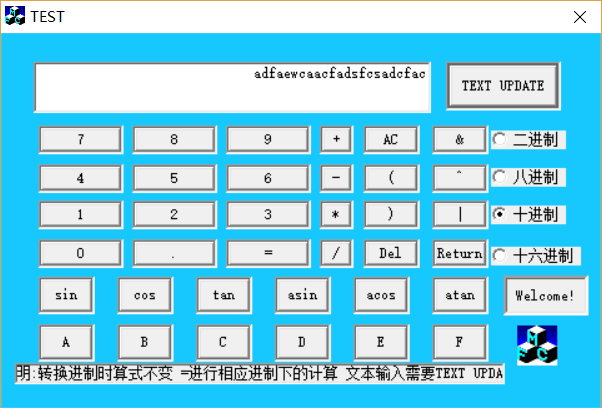 TEST
adfaewcaacfadsfcsadcfac
TEXT UPDATE
7 8 9 + AC & 二进制
4 5 6 - ( ^ 八进制
1 2 3 * ) | 十进制
0 . = / Del Return 十六进制
sin cos tan asin acos atan Welcome!
A B C D E F
MFC
明:转换进制时算式不变 =进行相应进制下的计算 文本输入需要TEXT UPDA